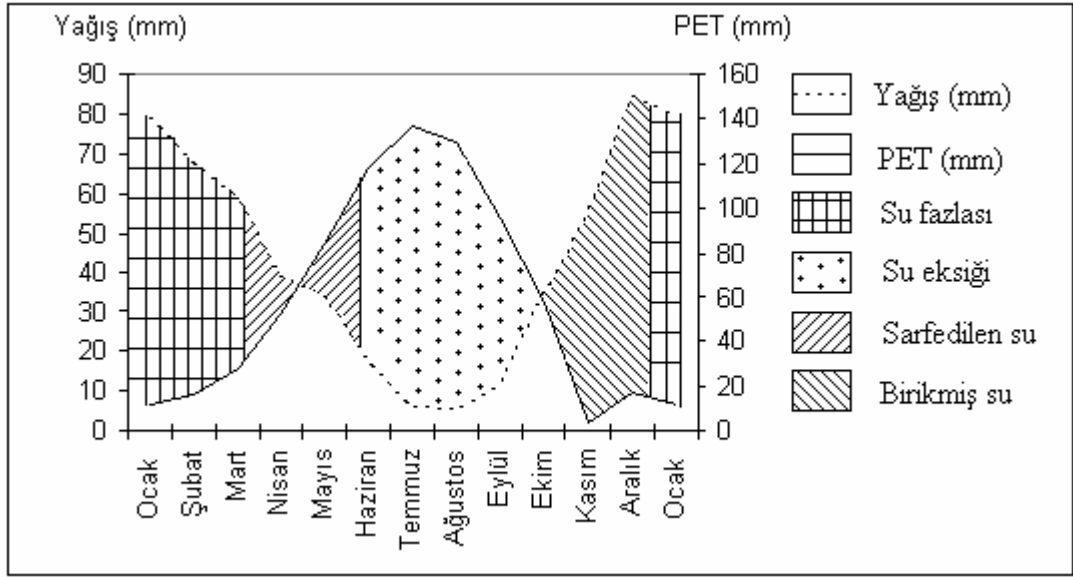 Yağış (mm)
PET (mm)
90
80
70
60
50
40
30
20
10
0
160
140
120
100
80
60
40
20
0
Ocak
Şubat
Mart
Nisan
Mayıs
Haziran
Temmuz
Ağustos
Eylül
Ekim
Kasım
Aralık
Ocak
Yağış (mm)
PET (mm)
Su fazlası
Su eksiği
Sarfedilen su
Birikmiş su